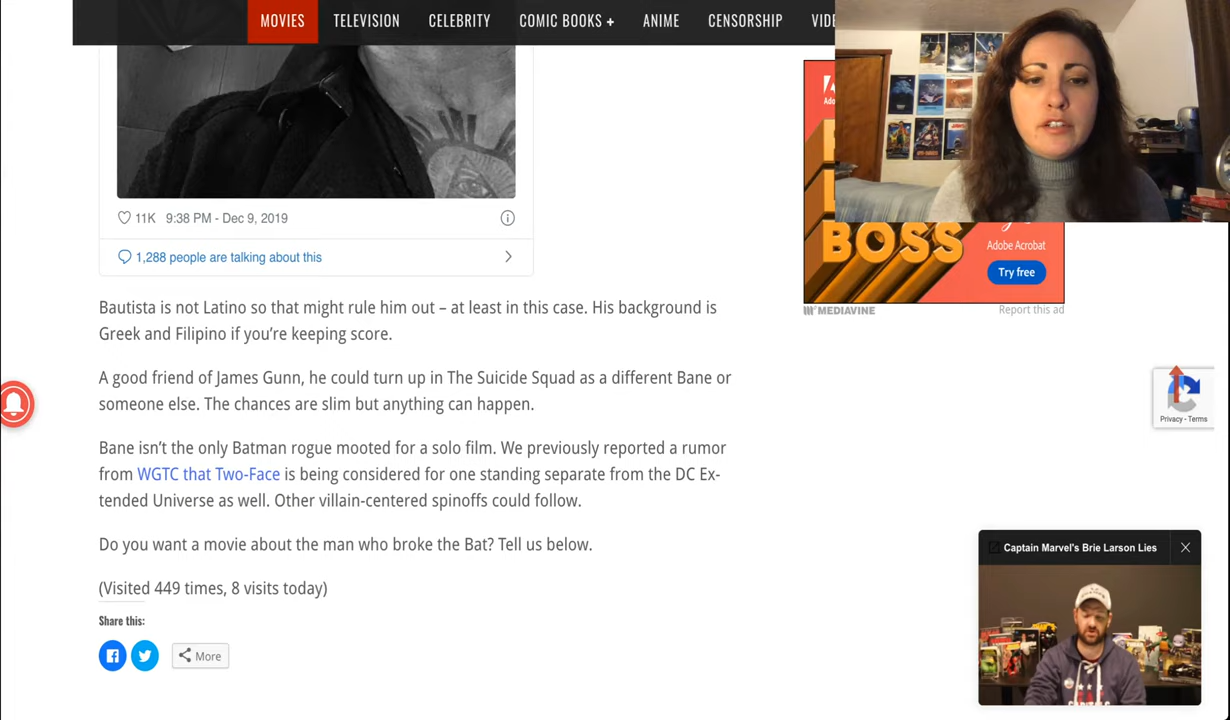 MOVIES TELEVISION CELEBRITY COMIC BOOKS + ANIME CENSORSHIP
11K 9:38 PM - Dec 9, 2019
1,288 people are talking about this
BOSS
Adobe Acrobat
Try free
MEDIAVINE
Report this ad
Bautista is not Latino so that might rule him out – at least in this case. His background is
Greek and Filipino if you’re keeping score.
A good friend of James Gunn, he could turn up in The Suicide Squad as a different Bane or
someone else. The chances are slim but anything can happen.
Privacy - Terms
Bane isn’t the only Batman rogue mooted for a solo film. We previously reported a rumor
from WGTC that Two-Face is being considered for one standing separate from the DC Ex-
tended Universe as well. Other villain-centered spinoffs could follow.
Do you want a movie about the man who broke the Bat? Tell us below.
(Visited 449 times, 8 visits today)
Share this:
More
Captain Marvel's Brie Larson Lies